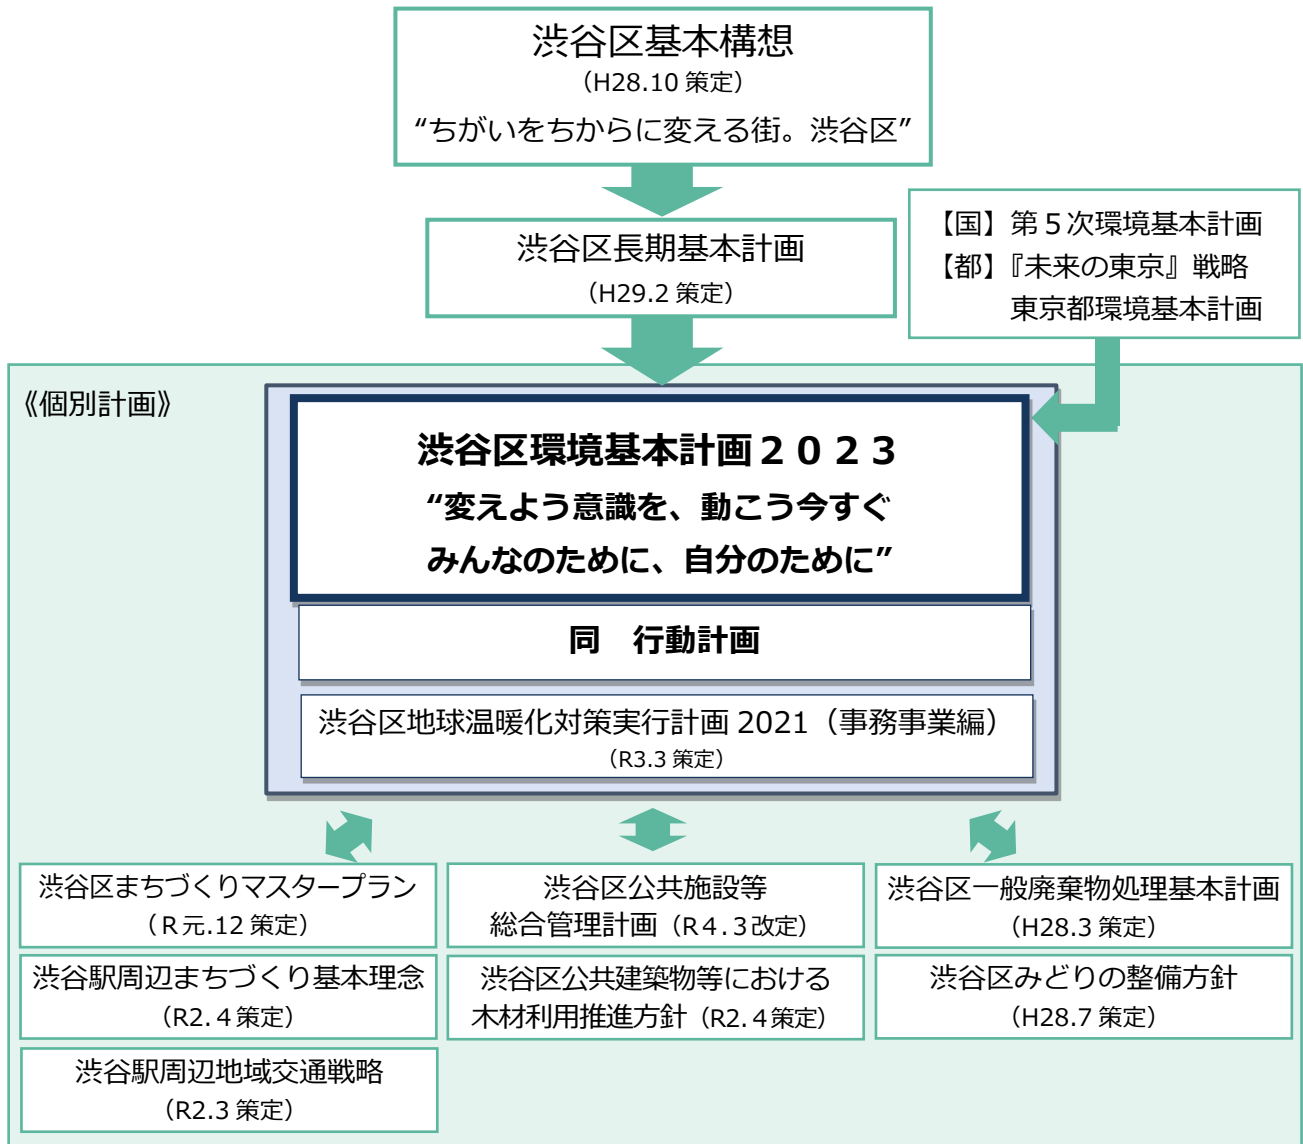 渋谷区基本構想
（H28.10 策定）
“ちがいをちからに変える街。渋谷区”
渋谷区長期基本計画
（H29.2 策定）
【国】第５次環境基本計画
【都】『未来の東京』戦略
東京都環境基本計画
《個別計画》
渋谷区環境基本計画２０２３
“変えよう意識を、動こう今すぐ
みんなのために、自分のために”
同　行動計画
渋谷区地球温暖化対策実行計画 2021（事務事業編）
（R3.3 策定）
渋谷区まちづくりマスタープラン
（Ｒ元.12 策定）
渋谷駅周辺まちづくり基本理念
（R2.４策定）
渋谷駅周辺地域交通戦略
（R2.3 策定）
渋谷区公共施設等
総合管理計画（R４.３改定）
渋谷区公共建築物等における
木材利用推進方針（R2.４策定）
渋谷区一般廃棄物処理基本計画
（H28.3 策定）
渋谷区みどりの整備方針
（H28.7 策定）